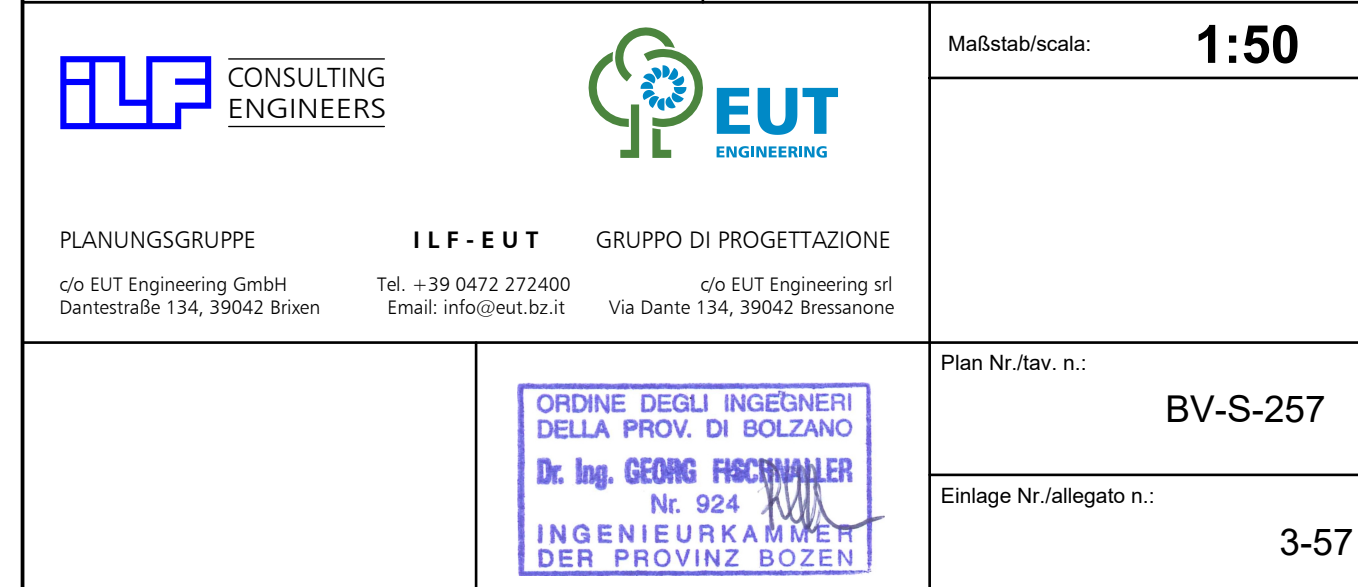 iLF CONSULTING
ENGINEERS
EUT
ENGINEERING
Maßstab/scala: 1:50
PLANUNGSGRUPPE ILF-EUT GRUPPO DI PROGETTAZIONE
c/o EUT Engineering GmbH Tel. +39 0472 272400 c/o EUT Engineering srl
Dantestraße 134, 39042 Brixen Email: info@eut.bz.it Via Dante 134, 39042 Bressanone
ORDINE DEGLI INGEGNERI
DELLA PROV. DI BOLZANO
Dr. Ing. GEORG FISCHNALLER
Nr. 924
INGENIEURKAMMER
DER PROVINZ BOZEN
Plan Nr./tav. n.:
BV-S-257
Einlage Nr./allegato n.:
3-57